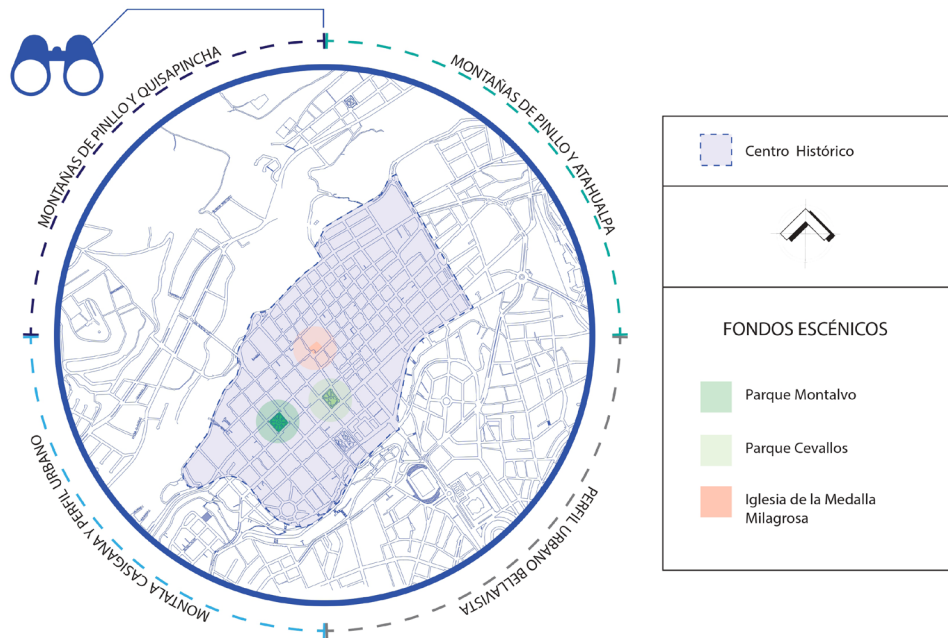 MONTAÑAS DE PINLLO Y QUISAPINCHA
MONTAÑAS DE PINLLO Y ATAHUALPA
MONTALA CASIGANA Y PERFIL URBANO
PERFIL URBANO BELLAVISTA
Centro Histórico
FONDOS ESCÉNICOS
Parque Montalvo
Parque Cevallos
Iglesia de la Medalla
Milagrosa